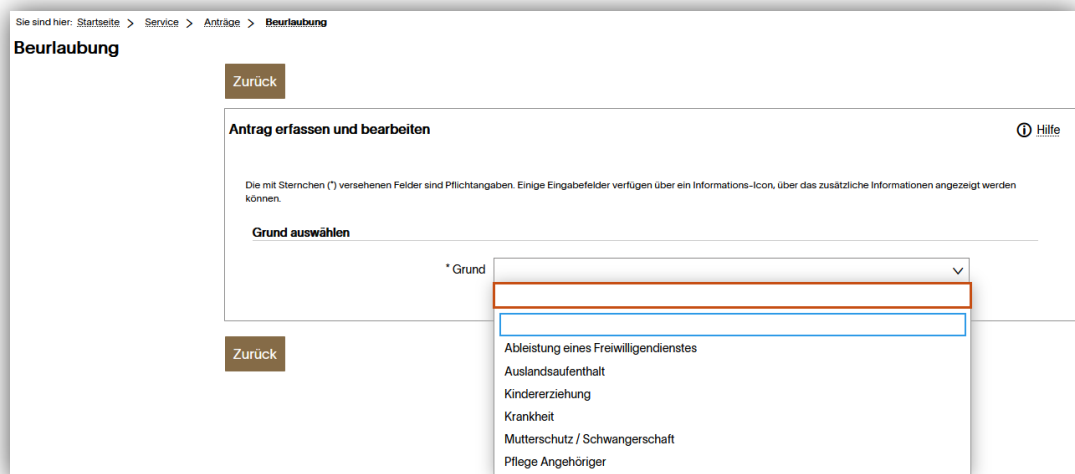 Sie sind hier: Startseite > Service > Anträge > Beurlaubung
Beurlaubung
Zurück
Antrag erfassen und bearbeiten
Hilfe
Die mit Sternchen (*) versehenen Felder sind Pflichtangaben. Einige Eingabefelder verfügen über ein Informations-Icon, über das zusätzliche Informationen angezeigt werden
können.
Grund auswählen
* Grund
Zurück
Ableistung eines Freiwilligendienstes
Auslandsaufenthalt
Kindererziehung
Krankheit
Mutterschutz / Schwangerschaft
Pflege Angehöriger